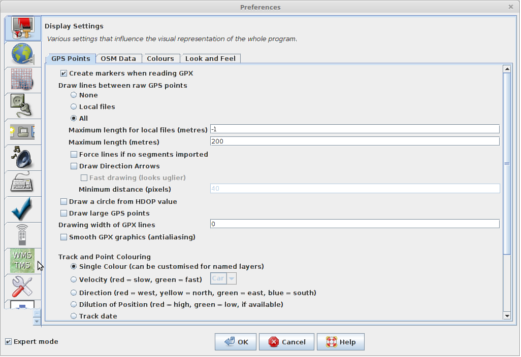 Preferences
Display Settings
Various settings that influence the visual representation of the whole program.
GPS Points OSM Data Colours Look and Feel
Create markers when reading GPX
Draw lines between raw GPS points
None
Local files
All
Maximum length for local files (metres) -1
Maximum length (metres) 200
Force lines if no segments imported
Draw Direction Arrows
Fast drawing (looks uglier)
Minimum distance (pixels) 40
Draw a circle from HDOP value
Draw large GPS points
Drawing width of GPX lines 0
Smooth GPX graphics (antialiasing)
Track and Point Colouring
WMS
TMS
Single Colour (can be customised for named layers)
Velocity (red = slow, green = fast) Car
Direction (red = west, yellow = north, green = east, blue = south)
Dilution of Position (red = high, green = low, if available)
Track date
Expert mode
OK Cancel Help